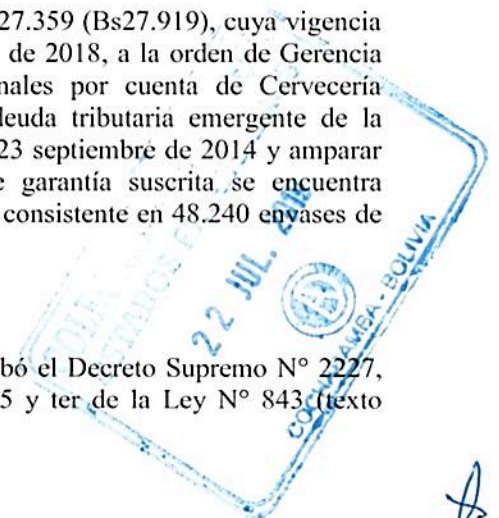 27.359 (Bs27.919), cuya vigencia
de 2018, a la orden de Gerencia
nales por cuenta de Cervecería
deuda tributaria emergente de la
23 septiembre de 2014 y amparar
e garantía suscrita se encuentra
consistente en 48.240 envases de
22 JUL.
COCHABAMBA - BOLIVIA
bó el Decreto Supremo N° 2227,
5 y ter de la Ley N° 843 (texto